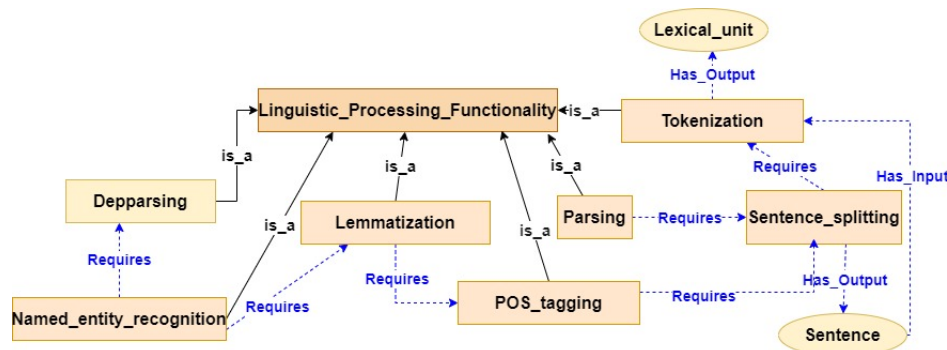 Lexical_unit
Has_Output
Linguistic_Processing_Functionality
is_a
Tokenization
is_a
is_a
is_a
Requires
Has_Input
Depparsing
is_a
Lemmatization
is_a
Parsing
Requires
Sentence_splitting
Requires
Requires
Requires
Requires
Has_Output
Named_entity_recognition
POS_tagging
Sentence